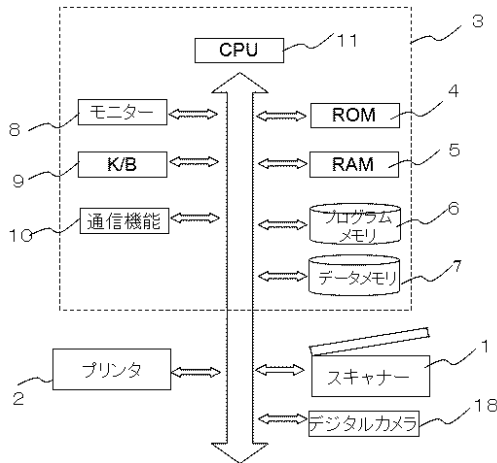 3
CPU
11
モニター
8
ROM
4
K/B
9
RAM
5
通信機能
10
プログラム
メモリ
6
データメモリ
7
プリンタ
2
スキャナー
1
デジタルカメラ
18